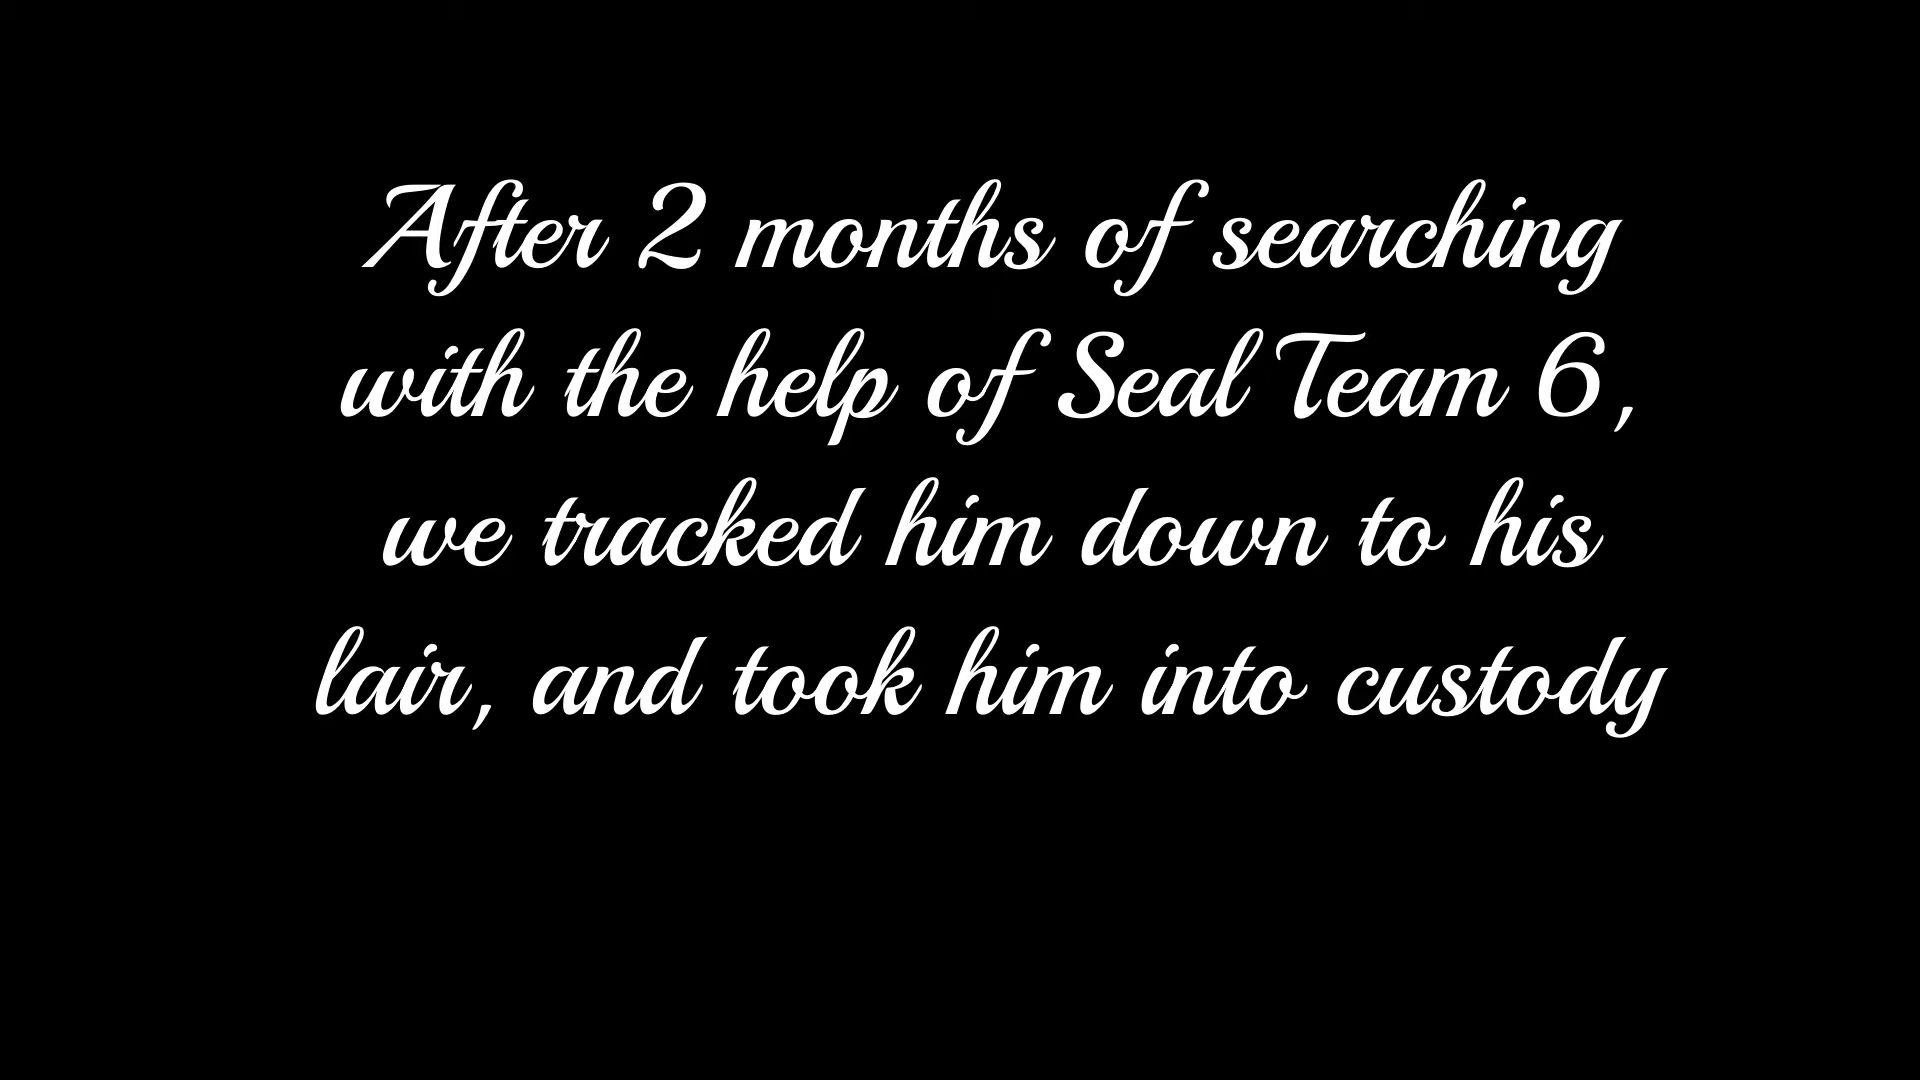 After 2 months of searching
with the help of Seal Team 6,
we tracked him down to his
lair, and took him into custody